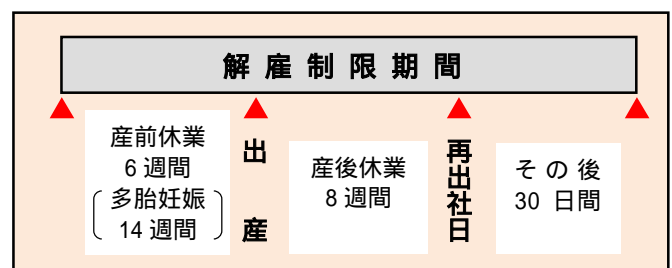 解雇制限期間
産前休業
6週間
多胎妊娠
14週間
出産
産後休業
8週間
再出社日
その後
30 日間